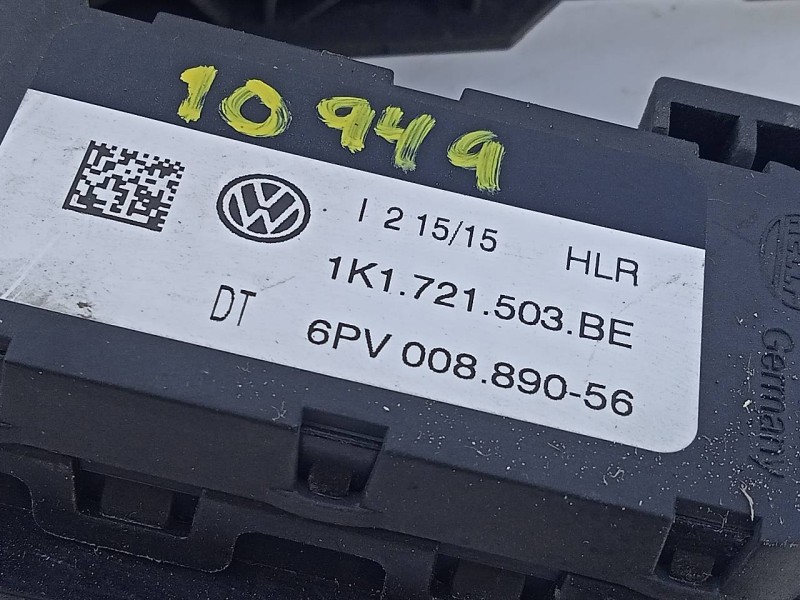 10949
I 2 15/15 HLR
1K1.721.503.BE
DT 6PV 008.890-56
Germany